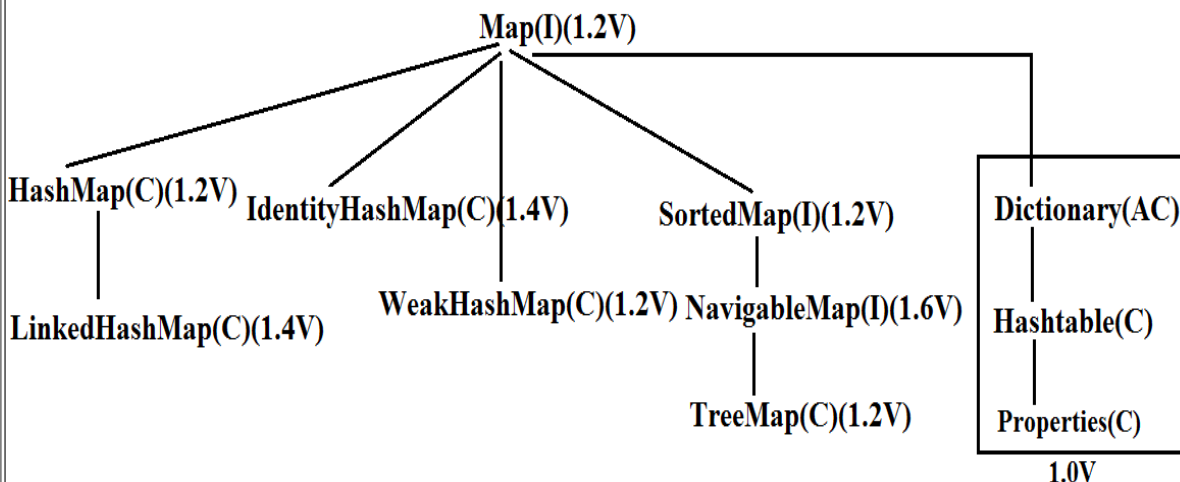 Map(I)(1.2V)
HashMap(C)(1.2V)
IdentityHashMap(C)(1.4V)
SortedMap(I)(1.2V)
Dictionary(AC)
LinkedHashMap(C)(1.4V)
WeakHashMap(C)(1.2V)
NavigableMap(I)(1.6V)
Hashtable(C)
TreeMap(C)(1.2V)
Properties(C)
1.0V